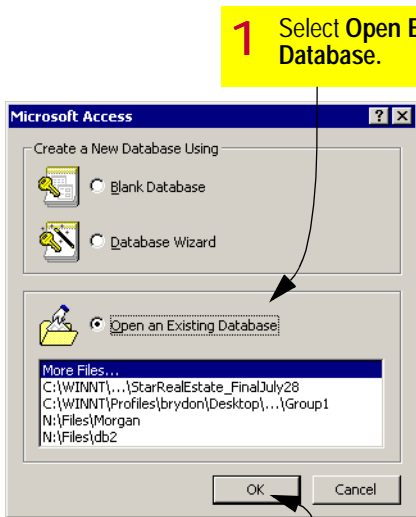 1 Select Open E
Database.
Microsoft Access
Create a New Database Using
Blank Database
Database Wizard
Open an Existing Database
More Files...
C:\WINNT\...\StarRealEstate_FinalJuly28
C:\WINNT\Profiles\brydon\Desktop\...\Group1
N:\Files\Morgan
N:\Files\db2
OK Cancel